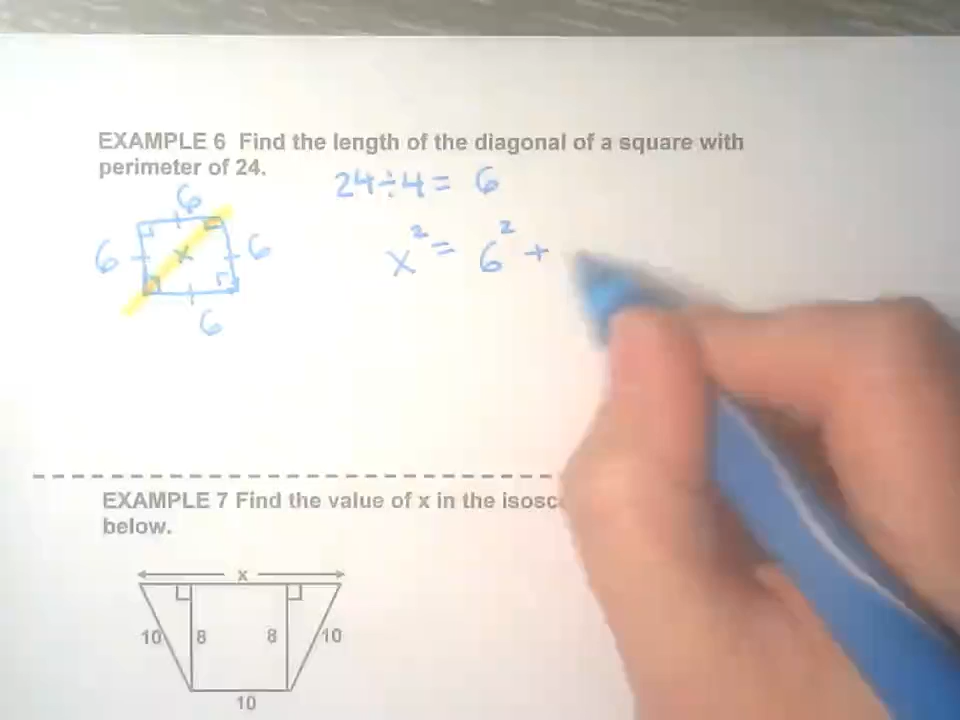 EXAMPLE 6 Find the length of the diagonal of a square with
perimeter of 24.
24÷4= 6
6
6 x 6
6
x² = 6² +
EXAMPLE 7 Find the value of x in the
below.
x
10 8 8 10
10